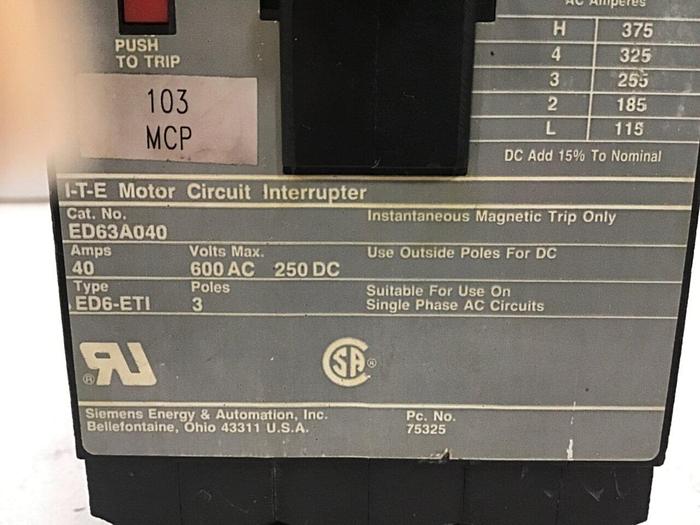 AC Amperes
PUSH
TO TRIP
H 375
4 325
3 255
2 185
L 115
103
MCP
DC Add 15% To Nominal
I-T-E Motor Circuit Interrupter
Cat. No.
ED63A040
Instantaneous Magnetic Trip Only
Amps Volts Max.
40 600 AC 250 DC
Use Outside Poles For DC
Type Poles
ED6-ETI 3
Suitable For Use On
Single Phase AC Circuits
RU ®
SA ®
Siemens Energy & Automation, Inc.
Bellefontaine, Ohio 43311 U.S.A.
Pc. No.
75325